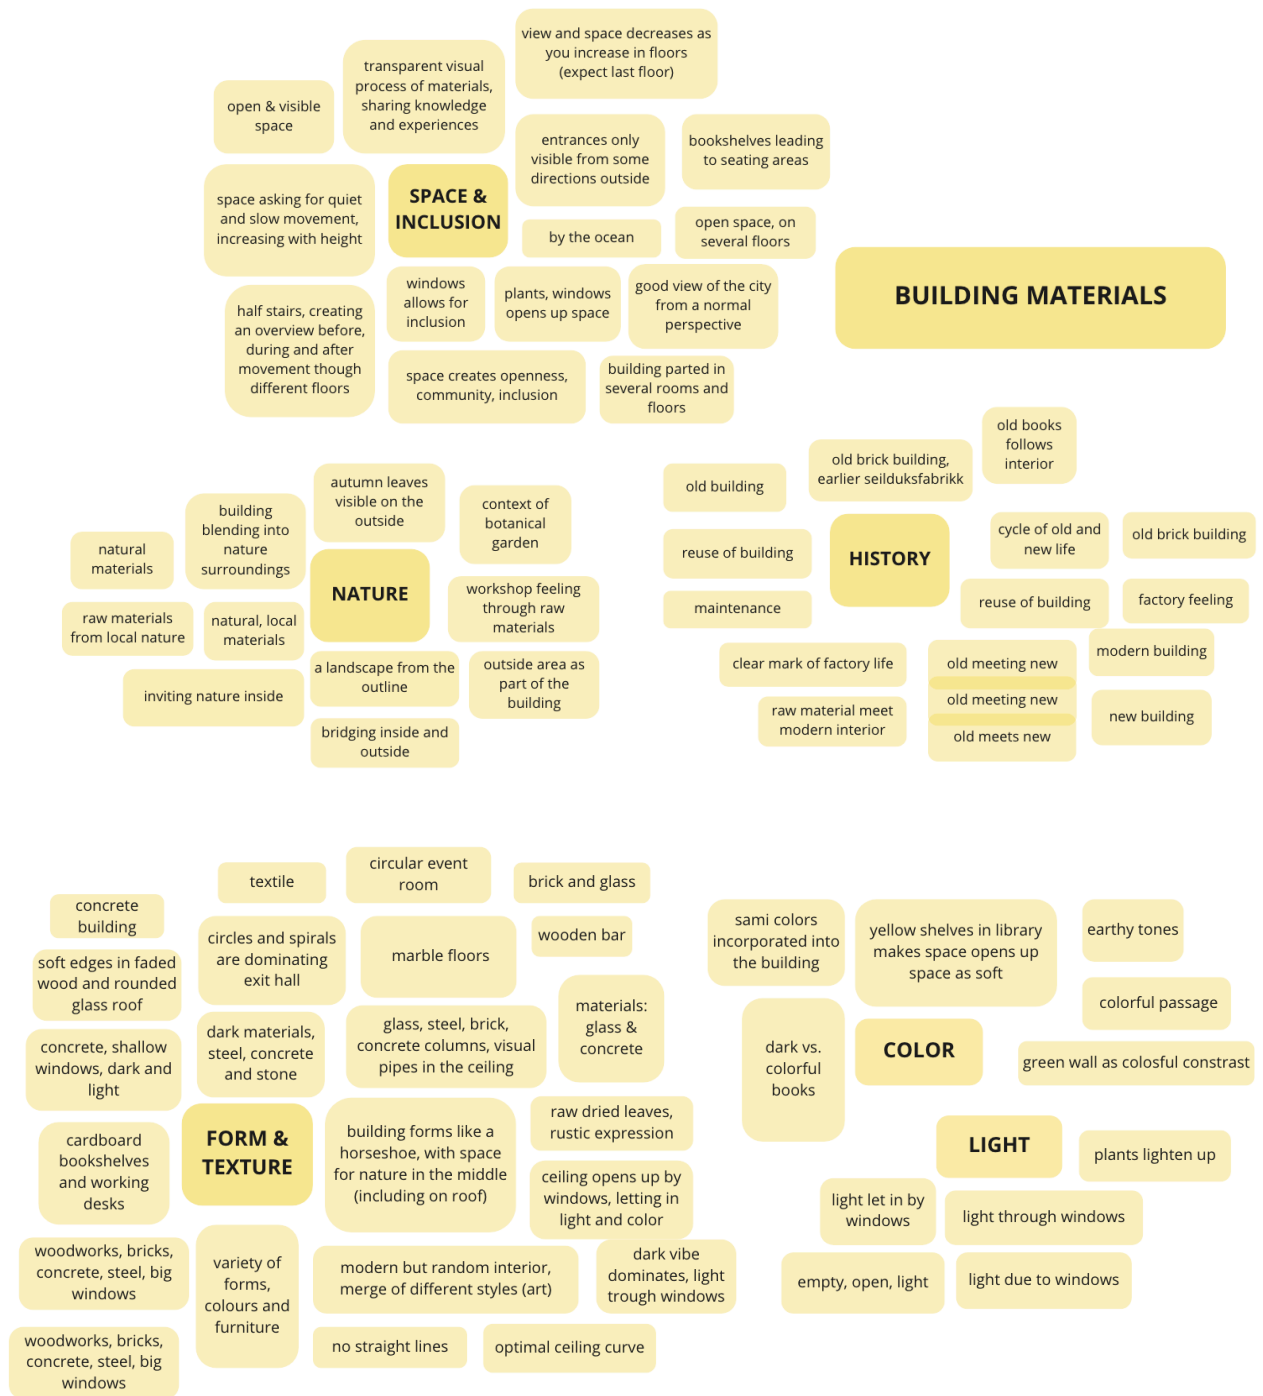 view and space decreases as
you increase in floors
(expect last floor)
transparent visual
process of materials,
sharing knowledge
and experiences
open & visible
space
entrances only
visible from some
directions outside
bookshelves leading
to seating areas
SPACE &
INCLUSION
space asking for quiet
and slow movement,
increasing with height
by the ocean
open space, on
several floors
windows
allows for
inclusion
plants, windows
opens up space
good view of the city
from a normal
perspective
half stairs, creating
an overview before,
during and after
movement though
different floors
space creates openness,
community, inclusion
building parted in
several rooms and
floors
BUILDING MATERIALS
autumn leaves
visible on the
outside
building
blending into
nature
surroundings
context of
botanical
garden
natural
materials
NATURE
workshop feeling
through raw
materials
raw materials
from local nature
natural, local
materials
a landscape from the
outline
outside area as
part of the
building
inviting nature inside
bridging inside and
outside
old books
follows
interior
old brick building,
earlier seilduksfabrikk
old building
HISTORY
cycle of old and
new life
old brick building
reuse of building
reuse of building
factory feeling
maintenance
modern building
clear mark of factory life
old meeting new
old meeting new
old meets new
raw material meet
modern interior
new building
textile
circular event
room
brick and glass
concrete
building
circles and spirals
are dominating
exit hall
marble floors
wooden bar
soft edges in faded
wood and rounded
glass roof
materials:
glass &
concrete
dark materials,
steel, concrete
and stone
glass, steel, brick,
concrete columns, visual
pipes in the ceiling
concrete, shallow
windows, dark and
light
FORM &
TEXTURE
building forms like a
horseshoe, with space
for nature in the middle
(including on roof)
raw dried leaves,
rustic expression
cardboard
bookshelves
and working
desks
ceiling opens up by
windows, letting in
light and color
woodworks, bricks,
concrete, steel, big
windows
variety of
forms,
colours and
furniture
modern but random interior,
merge of different styles (art)
dark vibe
dominates, light
trough windows
woodworks, bricks,
concrete, steel, big
windows
no straight lines
optimal ceiling curve
sami colors
incorporated into
the building
yellow shelves in library
makes space opens up
space as soft
earthy tones
colorful passage
dark vs.
colorful
books
COLOR
green wall as colosful constrast
LIGHT
plants lighten up
light let in by
windows
light through windows
empty, open, light
light due to windows